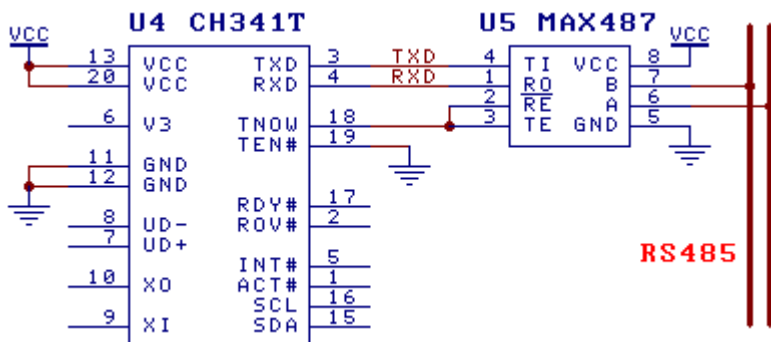 U4 CH341T U5 MAX487
VCC VCC
13 VCC TXD 3 TXD 4 TI VCC 8
20 VCC RXD 4 RXD 1 RO B 7
2 RE A 6
6 V3 TNOW 18 3 TE GND 5
TEN# 19
11 GND
12 GND
RDY# 17
8 UD- ROV# 2
7 UD+
INT# 5 RS485
10 XO ACT# 1
SCL 16
9 XI SDA 15